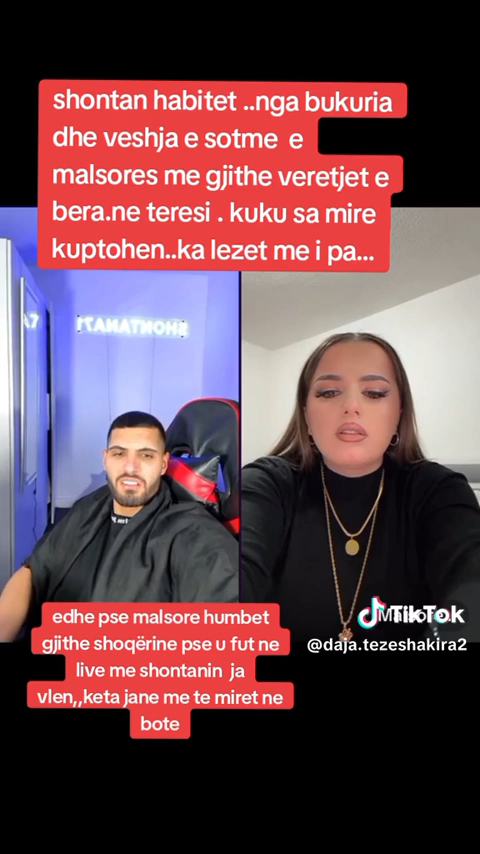 shontan habitet ..nga bukuria
dhe veshja e sotme e
malsores me gjithe veretjet e
bera.ne teresi . kuku sa mire
kuptohen..ka lezet me i pa...
SHONTANAT1
edhe pse malsore humbet
gjithe shoqërine pse u fut ne
live me shontanin ja
vlen,,keta jane me te miret ne
bote
TikTok
@daja.tezeshakira2